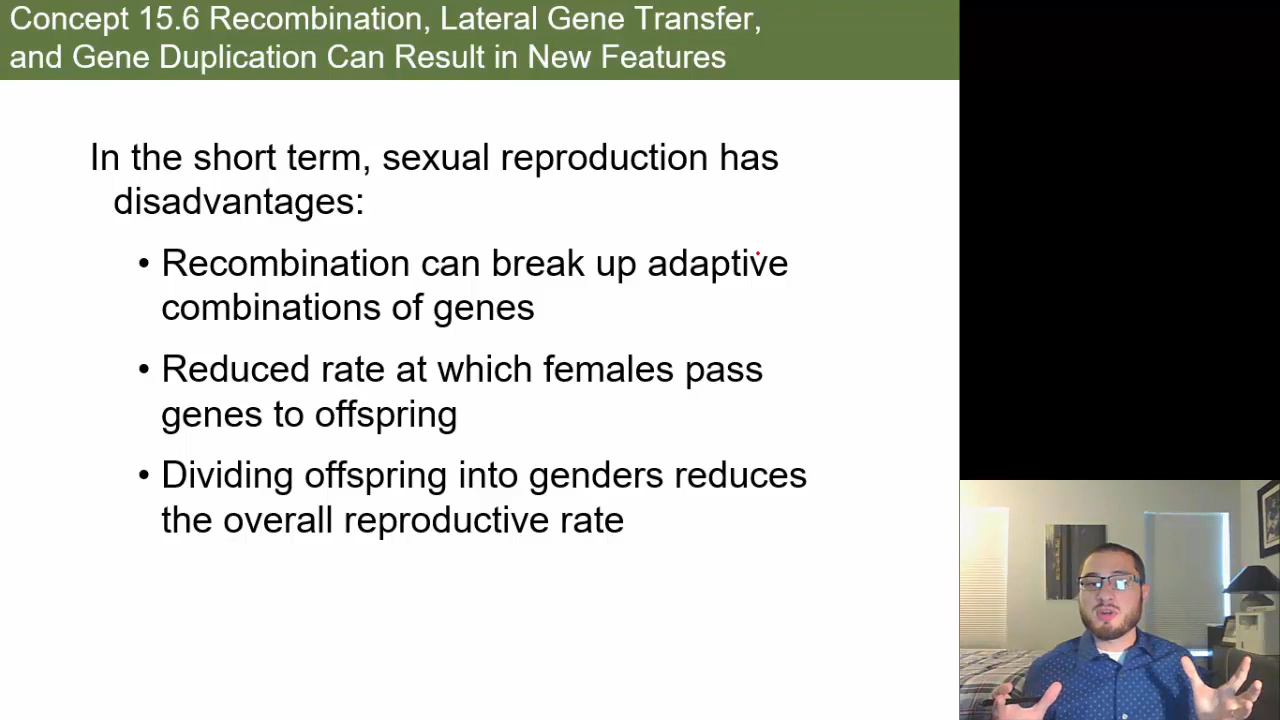 Concept 15.6 Recombination, Lateral Gene Transfer,
and Gene Duplication Can Result in New Features
In the short term, sexual reproduction has
disadvantages:
• Recombination can break up adaptive
combinations of genes
• Reduced rate at which females pass
genes to offspring
• Dividing offspring into genders reduces
the overall reproductive rate